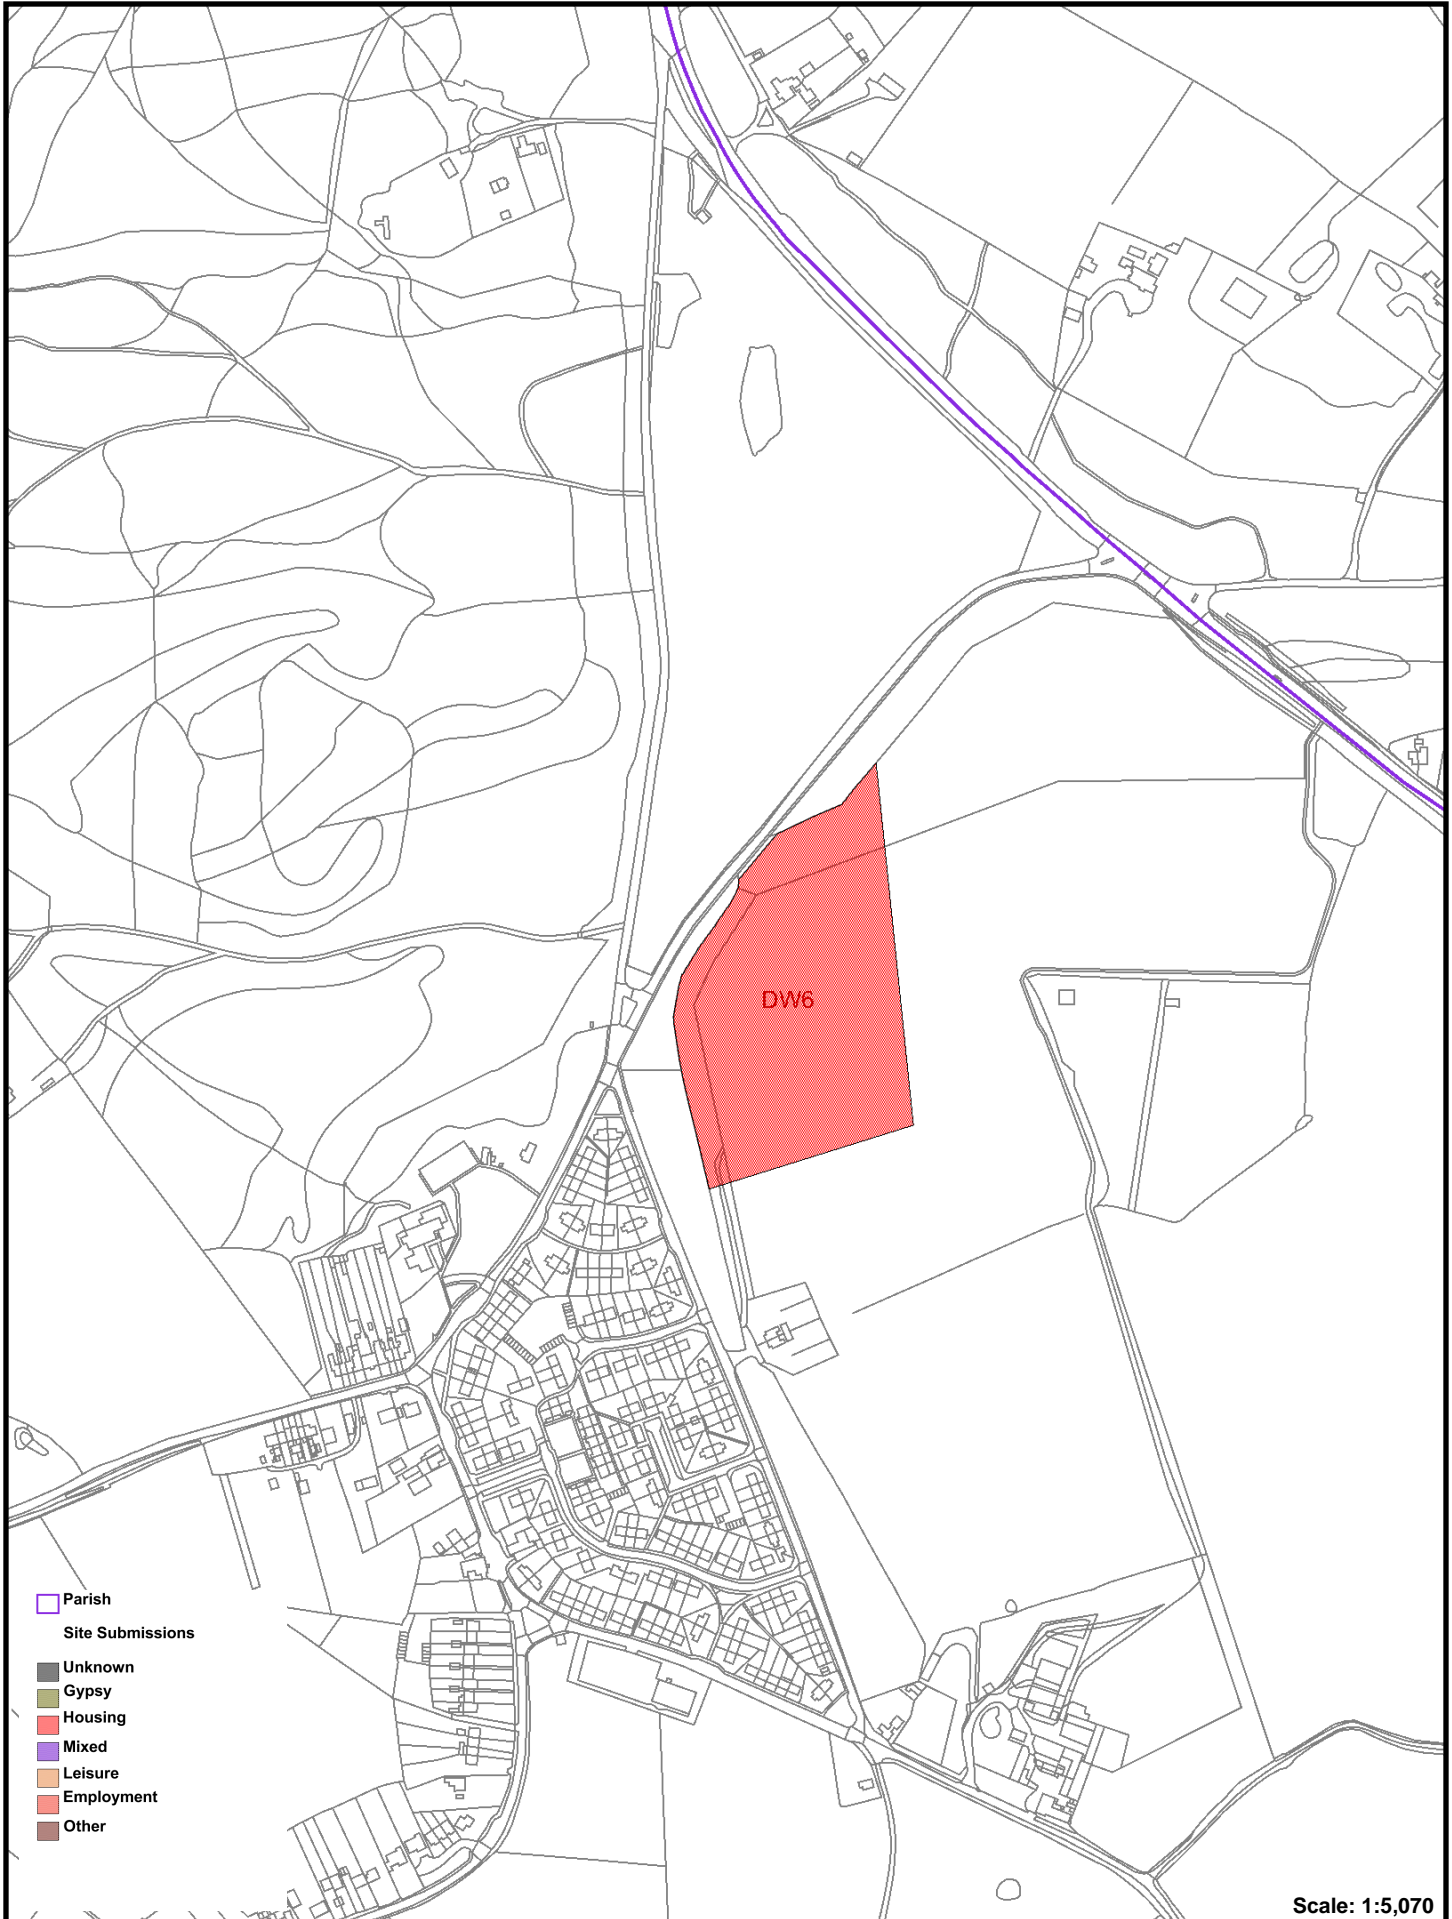 DW6
Parish
Site Submissions
Unknown
Gypsy
Housing
Mixed
Leisure
Employment
Other
Scale: 1:5,070